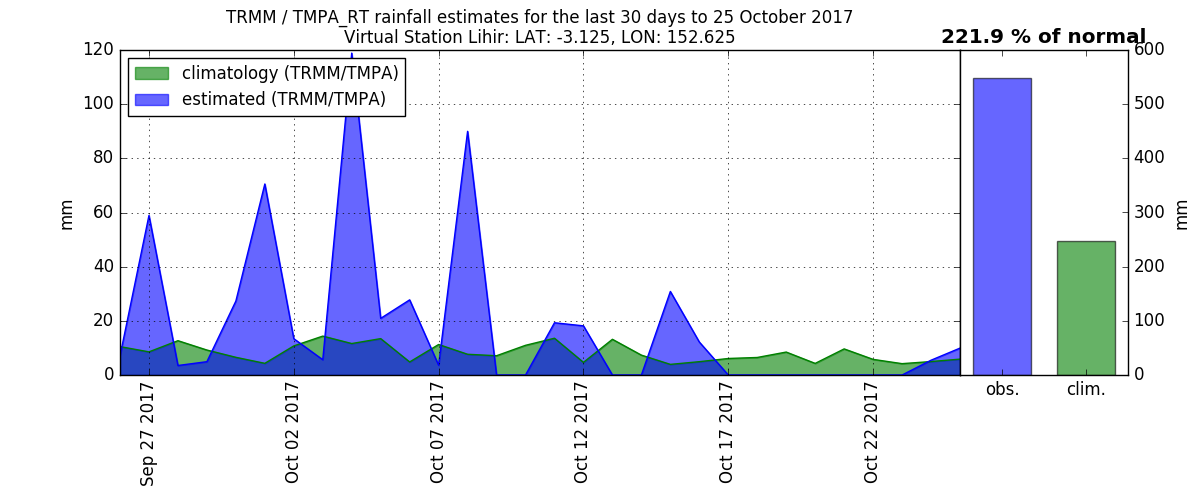 TRMM / TMPA_RT rainfall estimates for the last 30 days to 25 October 2017
Virtual Station Lihir: LAT: -3.125, LON: 152.625
221.9 % of normal
climatology (TRMM/TMPA)
estimated (TRMM/TMPA)
120
100
80
60
40
20
0
mm
Sep 27 2017
Oct 02 2017
Oct 07 2017
Oct 12 2017
Oct 17 2017
Oct 22 2017
600
500
400
300
200
100
0
mm
obs.
clim.